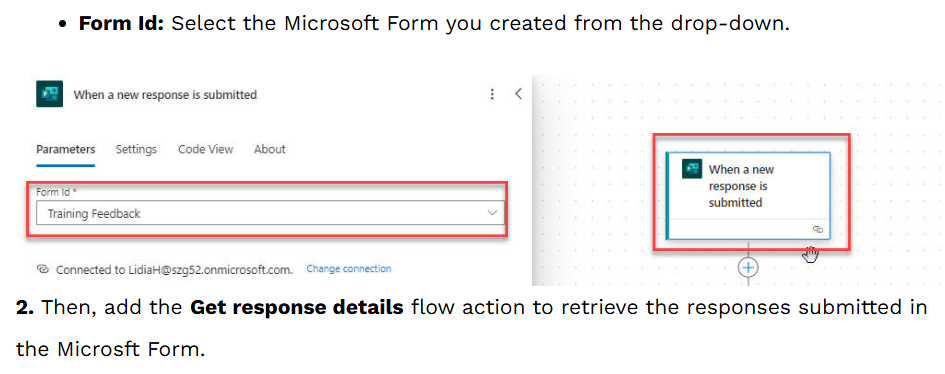 • Form Id: Select the Microsoft Form you created from the drop-down.
When a new response is submitted
Parameters Settings Code View About
Form Id *
Training Feedback
Connected to LidiaH@szg52.onmicrosoft.com. Change connection
When a new
response is
submitted
2. Then, add the Get response details flow action to retrieve the responses submitted in
the Microsft Form.